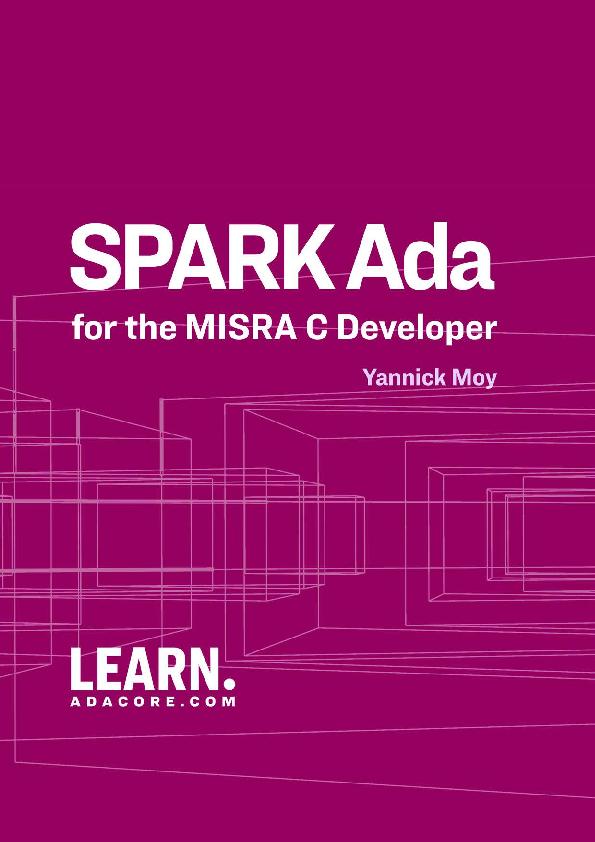 SPARK Ada
for the MISRA C Developer
Yannick Moy
LEARN.
ADACORE.COM